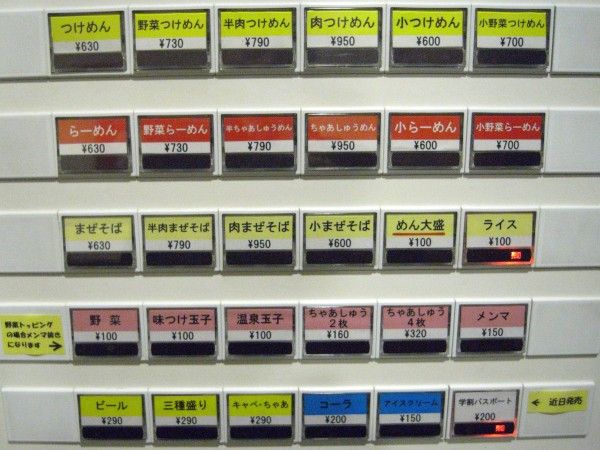 つけめん 野菜つけめん 半肉つけめん 肉つけめん 小つけめん 小野菜つけめん
¥630 ¥730 ¥790 ¥950 ¥600 ¥700
らーめん 野菜らーめん 半ちゃあしゅうめん ちゃあしゅうめん 小らーめん 小野菜らーめん
¥630 ¥730 ¥790 ¥950 ¥600 ¥700
まぜそば 半肉まぜそば 肉まぜそば 小まぜそば めん大盛 ライス
¥630 ¥790 ¥950 ¥600 ¥100 ¥100
野菜トッピング
の場合メンマ抜き
になります
野菜 味つけ玉子 温泉玉子 ちゃあしゅう2枚 ちゃあしゅう4枚 メンマ
¥100 ¥100 ¥100 ¥160 ¥320 ¥150
ビール 三種盛り キャベ・ちゃあ コーラ アイスクリーム 学割パスポート 近日発売
¥290 ¥290 ¥290 ¥200 ¥150 ¥200